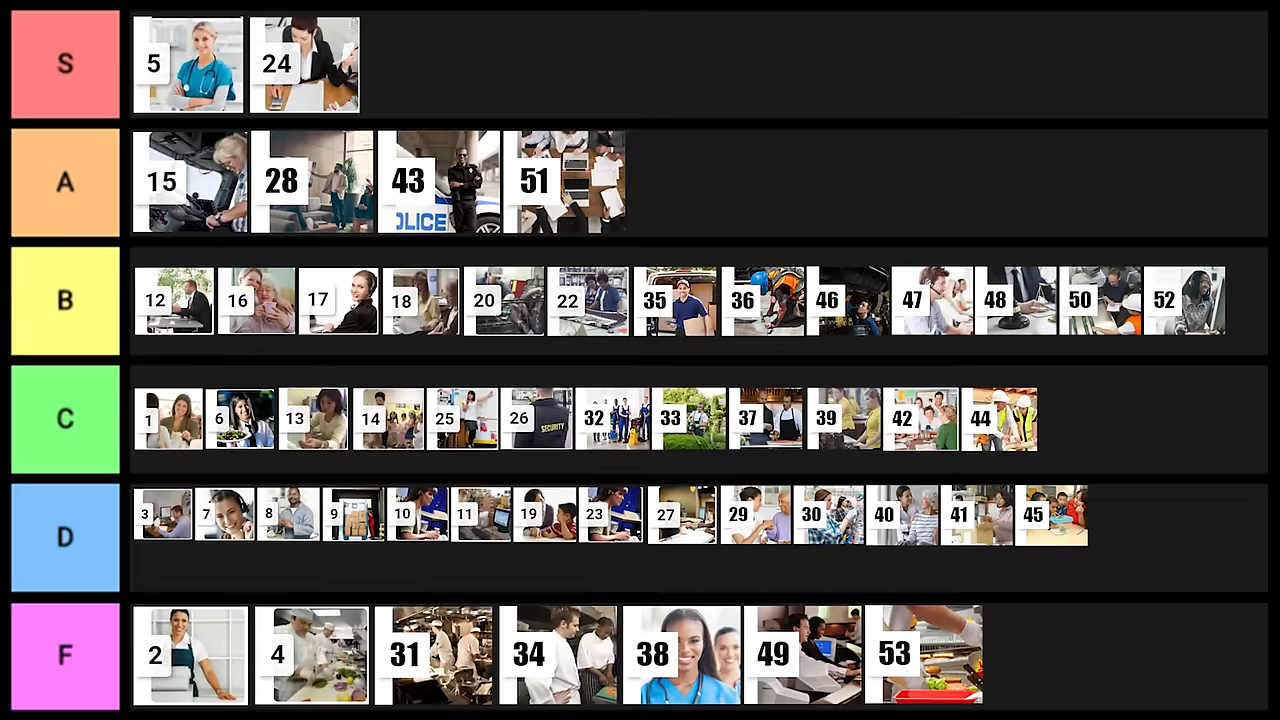 S
5 24
A
15 28 43 51
OLICE
B
12 16 17 18 20 22 35 36 46 47 48 50 52
C
1 6 13 14 25 26 32 33 37 39 42 44
SECURITY
D
3 7 8 9 10 11 19 23 27 29 30 40 41 45
F
2 4 31 34 38 49 53